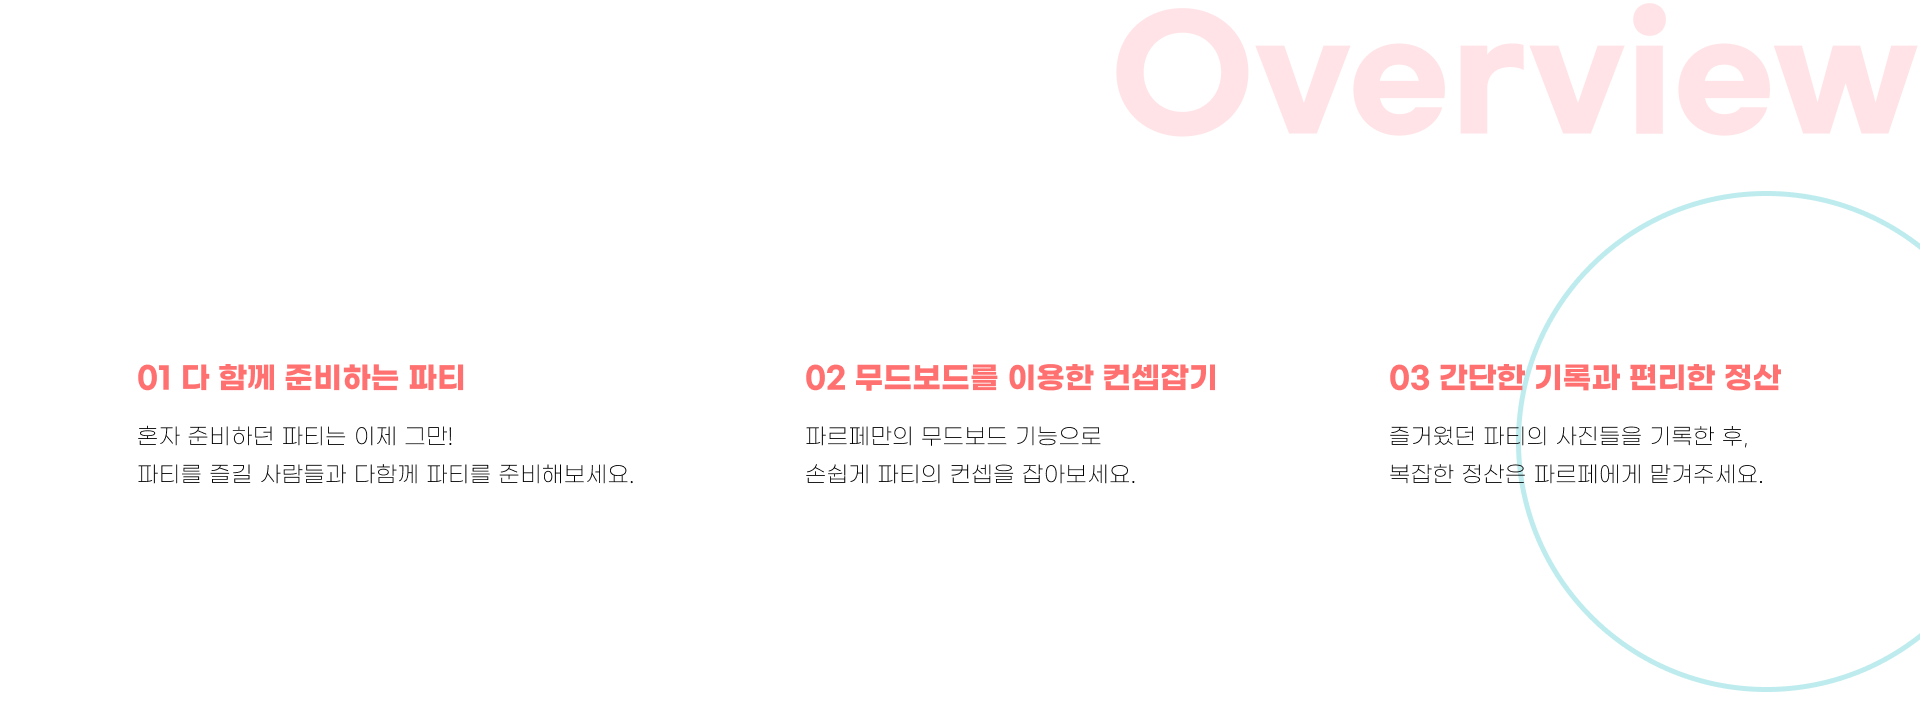 Overview
01 다 함께 준비하는 파티
혼자 준비하던 파티는 이제 그만!
파티를 즐길 사람들과 다함께 파티를 준비해보세요.
02 무드보드를 이용한 컨셉잡기
파르페만의 무드보드 기능으로
손쉽게 파티의 컨셉을 잡아보세요.
03 간단한 기록과 편리한 정산
즐거웠던 파티의 사진들을 기록한 후,
복잡한 정산은 파르페에게 맡겨주세요.